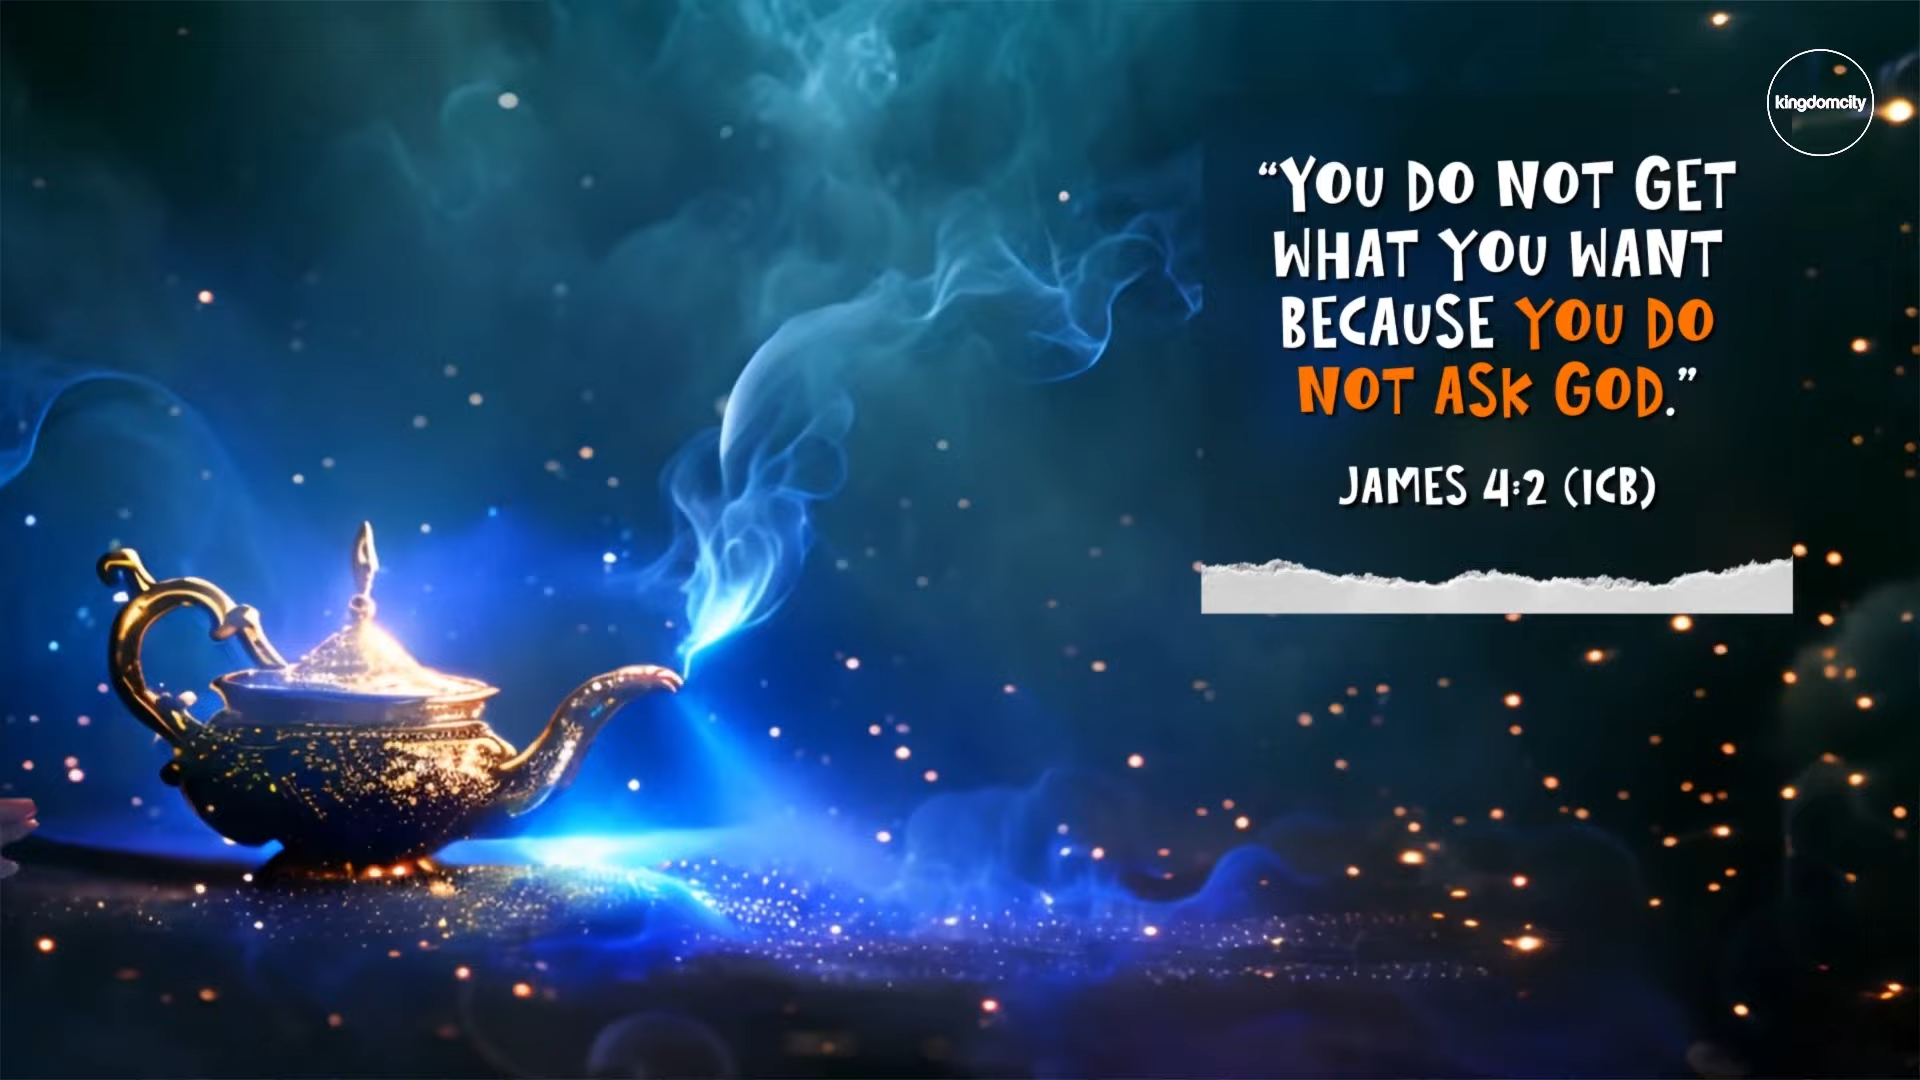 kingdomcity
“YOU DO NOT GET
WHAT YOU WANT
BECAUSE YOU DO
NOT ASK GOD.”
JAMES 4:2 (ICB)